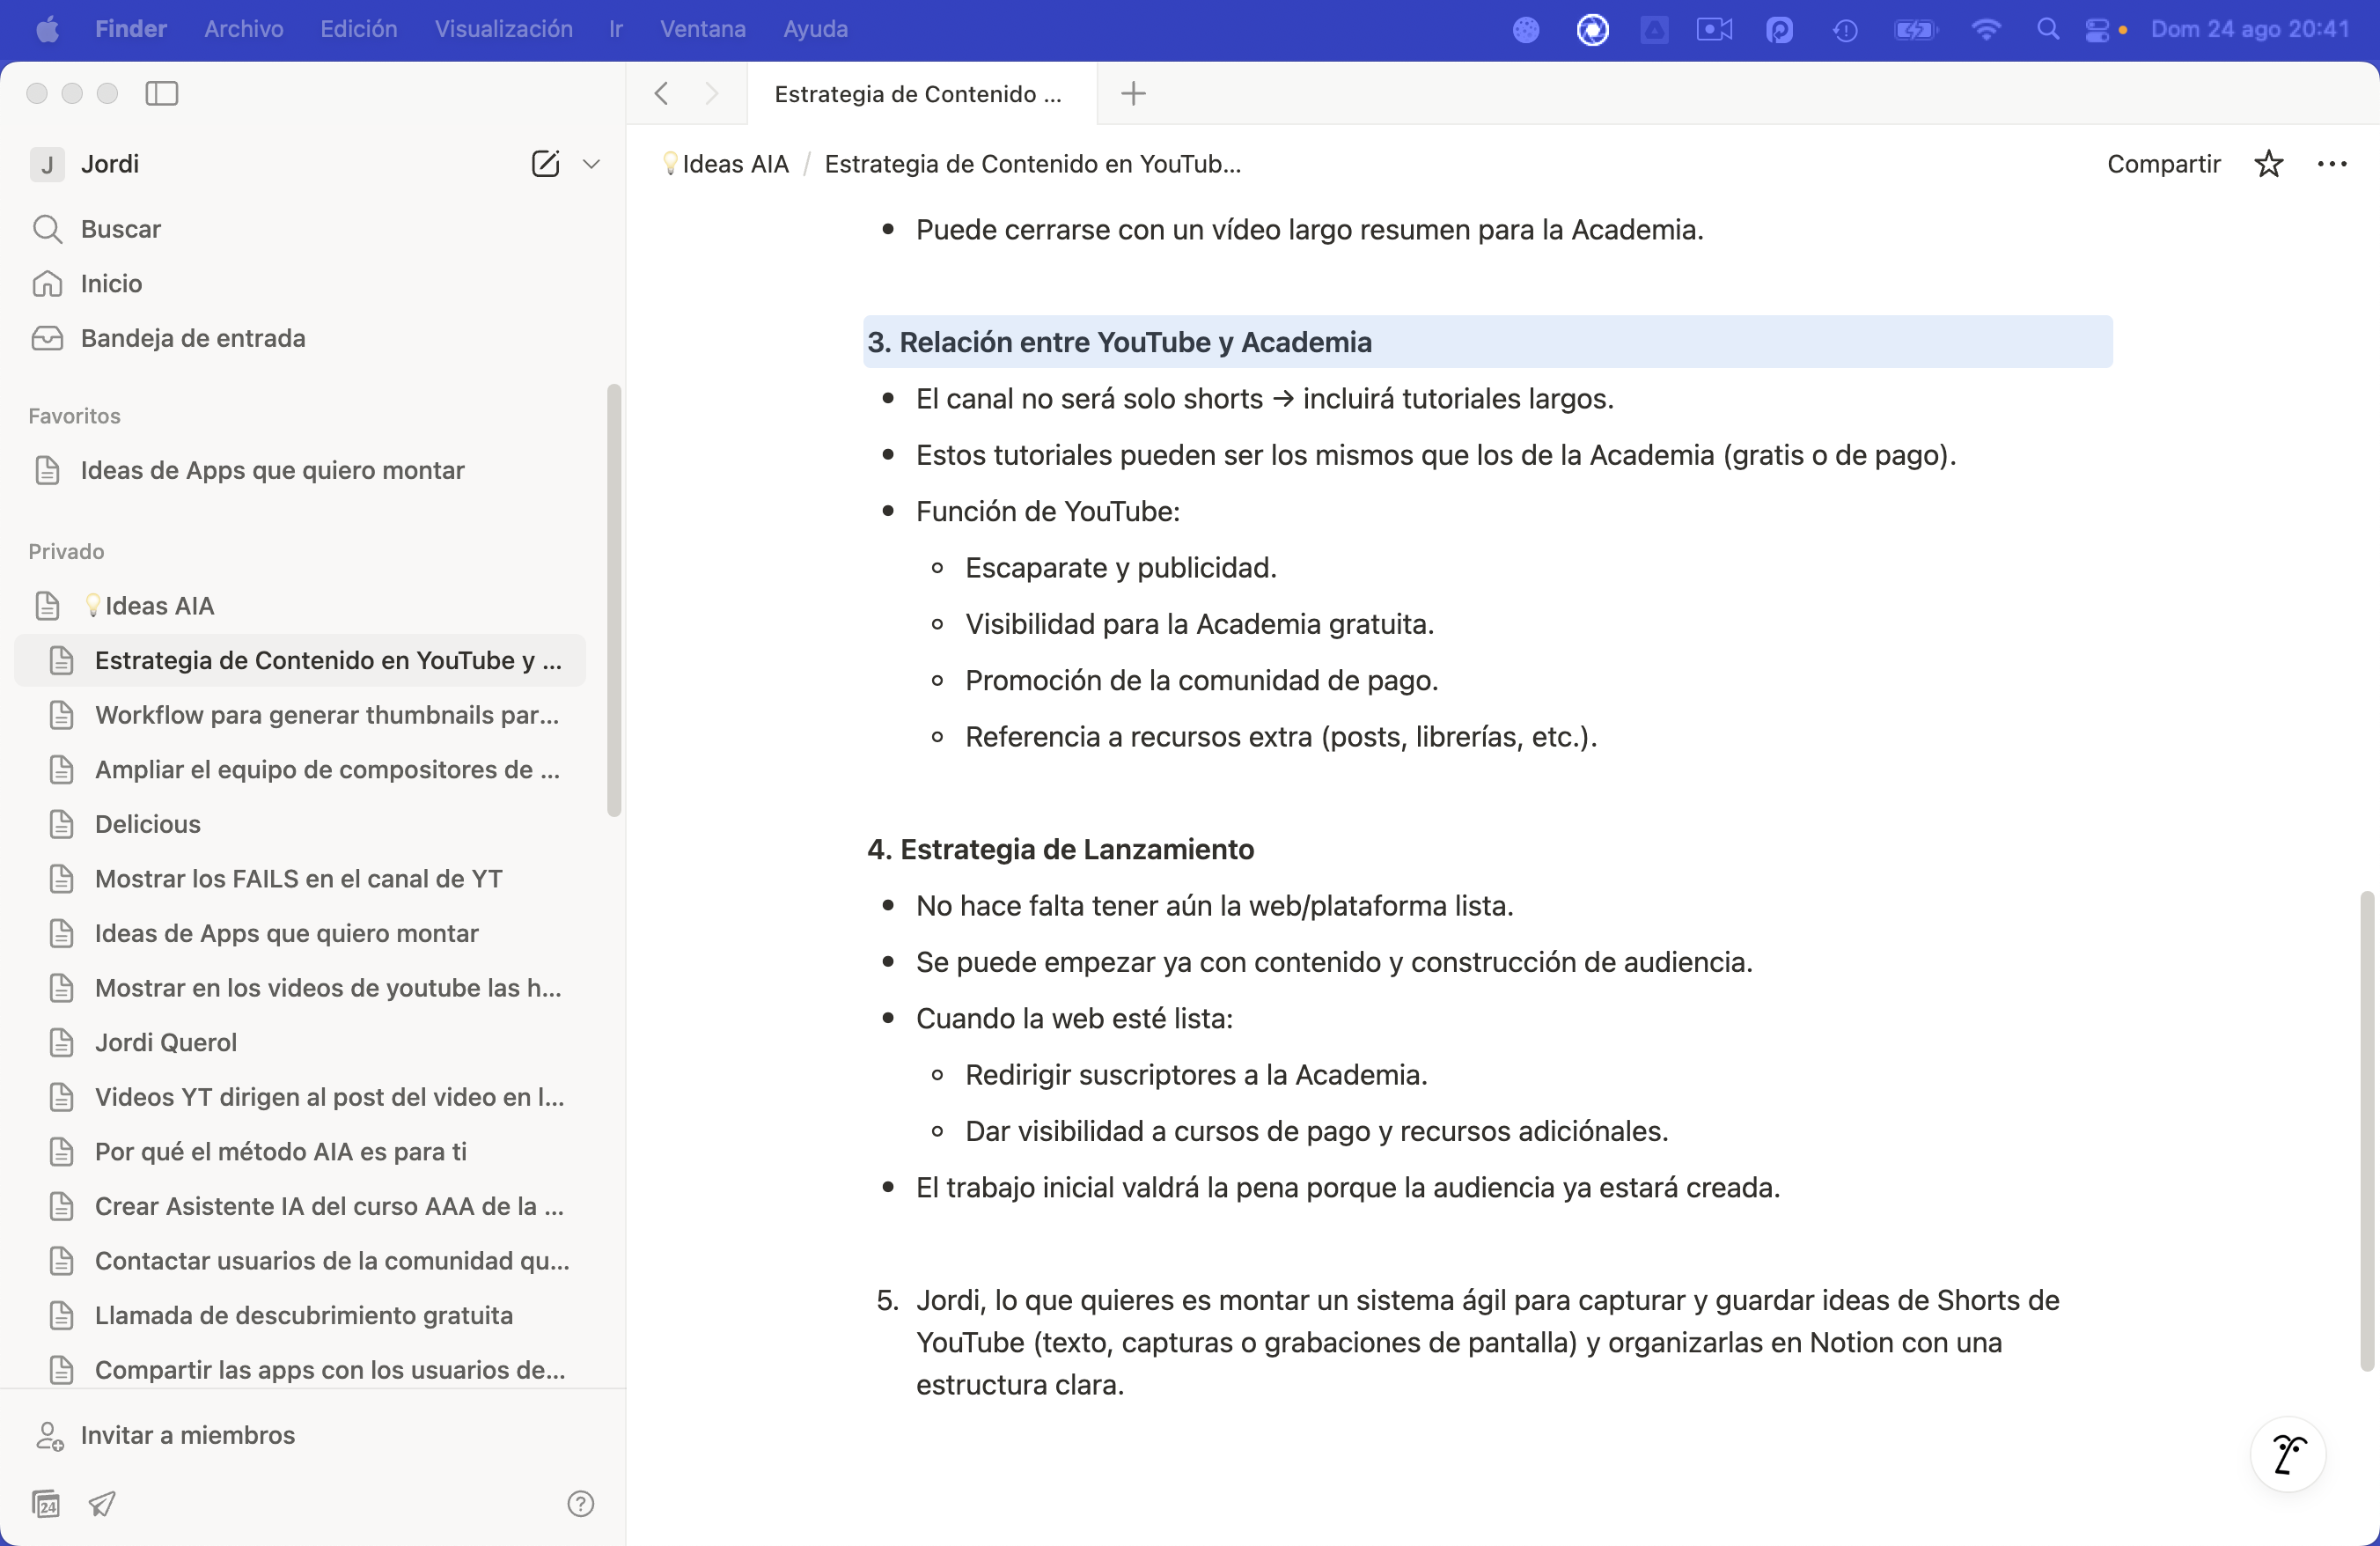 Finder Archivo Edición Visualización Ir Ventana Ayuda Dom 24 ago 20:41
Estrategia de Contenido ...
J Jordi
Buscar
Inicio
Bandeja de entrada
Favoritos
Ideas de Apps que quiero montar
Privado
💡Ideas AIA
Estrategia de Contenido en YouTube y ...
Workflow para generar thumbnails par...
Ampliar el equipo de compositores de ...
Delicious
Mostrar los FAILS en el canal de YT
Ideas de Apps que quiero montar
Mostrar en los videos de youtube las h...
Jordi Querol
Videos YT dirigen al post del video en l...
Por qué el método AIA es para ti
Crear Asistente IA del curso AAA de la ...
Contactar usuarios de la comunidad qu...
Llamada de descubrimiento gratuita
Compartir las apps con los usuarios de...
Invitar a miembros
24
💡Ideas AIA / Estrategia de Contenido en YouTub...
Compartir
• Puede cerrarse con un vídeo largo resumen para la Academia.
3. Relación entre YouTube y Academia
• El canal no será solo shorts → incluirá tutoriales largos.
• Estos tutoriales pueden ser los mismos que los de la Academia (gratis o de pago).
• Función de YouTube:
◦ Escaparate y publicidad.
◦ Visibilidad para la Academia gratuita.
◦ Promoción de la comunidad de pago.
◦ Referencia a recursos extra (posts, librerías, etc.).
4. Estrategia de Lanzamiento
• No hace falta tener aún la web/plataforma lista.
• Se puede empezar ya con contenido y construcción de audiencia.
• Cuando la web esté lista:
◦ Redirigir suscriptores a la Academia.
◦ Dar visibilidad a cursos de pago y recursos adiciónales.
• El trabajo inicial valdrá la pena porque la audiencia ya estará creada.
5. Jordi, lo que quieres es montar un sistema ágil para capturar y guardar ideas de Shorts de
YouTube (texto, capturas o grabaciones de pantalla) y organizarlas en Notion con una
estructura clara.